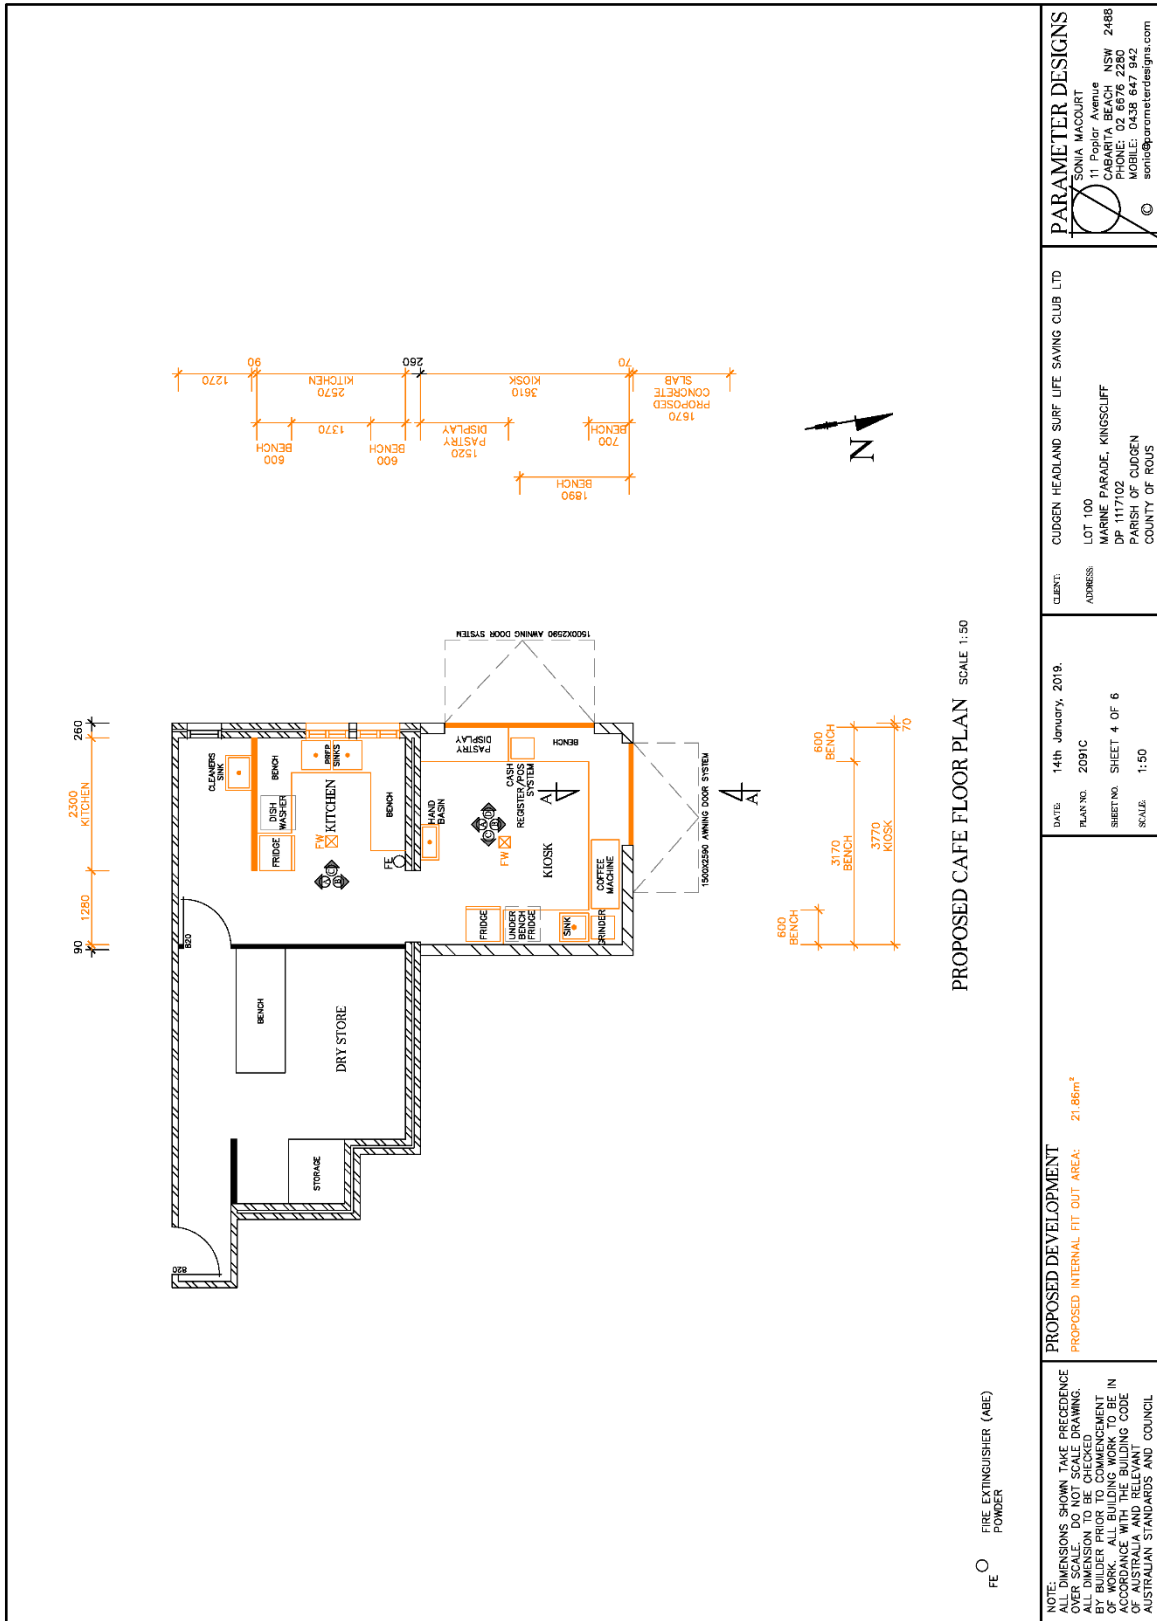 PROPOSED CAFE FLOOR PLAN SCALE 1:50
90
1280
2300
KITCHEN
260
820
820
CLEANERS
SINK
BENCH
PREP
SINKS
DISH
WASHER
FRIDGE
FW
KITCHEN
A
C
B
BENCH
FE
HAND
BASIN
BENCH
DRY STORE
STORAGE
PASTRY
DISPLAY
CASH
REGISTER/POS
SYSTEM
BENCH
A
A
A
D
C
B
FW
KIOSK
FRIDGE
UNDER
BENCH
FRIDGE
SINK
GRINDER
COFFEE
MACHINE
1500X2590 AWNING DOOR SYSTEM
1500X2590 AWNING DOOR SYSTEM
1270
90
2570
KITCHEN
260
3610
KIOSK
70
1670
PROPOSED
CONCRETE
SLAB
600
BENCH
1370
600
BENCH
1520
PASTRY
DISPLAY
700
BENCH
1890
BENCH
N
600
BENCH
3170
BENCH
600
BENCH
3770
KIOSK
70
FE
FIRE EXTINGUISHER (ABE)
POWDER
NOTE:
ALL DIMENSIONS SHOWN TAKE PRECEDENCE
OVER SCALE. DO NOT SCALE DRAWING.
ALL DIMENSION TO BE CHECKED
BY BUILDER PRIOR TO COMMENCEMENT
OF WORK. ALL BUILDING WORK TO BE IN
ACCORDANCE WITH THE BUILDING CODE
OF AUSTRALIA AND RELEVANT
AUSTRALIAN STANDARDS AND COUNCIL
PROPOSED DEVELOPMENT
PROPOSED INTERNAL FIT OUT AREA: 21.86m²
DATE: 14th January, 2019.
PLAN NO. 2091C
SHEET NO. SHEET 4 OF 6
SCALE: 1:50
CLIENT: CUDGEN HEADLAND SURF LIFE SAVING CLUB LTD
ADDRESS: LOT 100
MARINE PARADE, KINGSCLIFF
DP 1117102
PARISH OF CUDGEN
COUNTY OF ROUS
PARAMETER DESIGNS
SONIA MACOURT
11 Poplar Avenue
CABARITA BEACH NSW 2488
PHONE: 02 6676 2280
MOBILE: 0438 647 942
© sonia@parameterdesigns.com